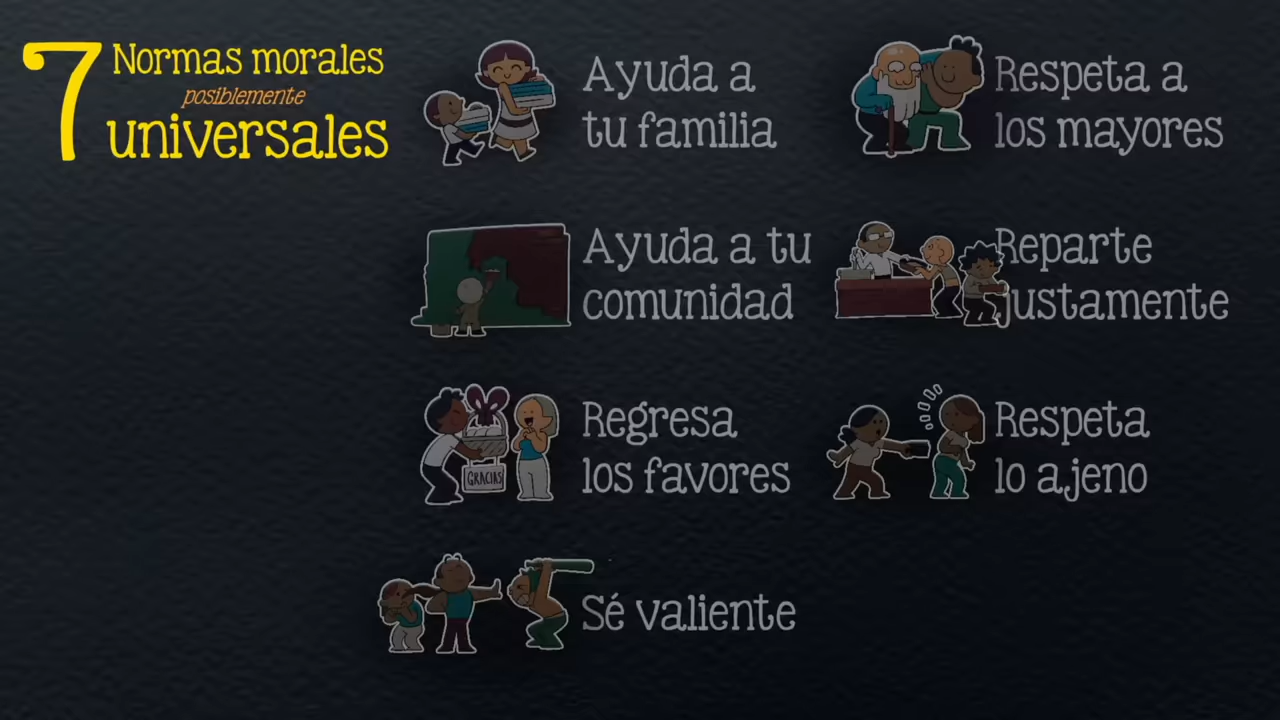 7 Normas morales
posiblemente
universales
Ayuda a
tu familia
Respeta a
los mayores
Ayuda a tu
comunidad
Reparte
justamente
Regresa
los favores
GRACIAS
Respeta
lo ajeno
Sé valiente